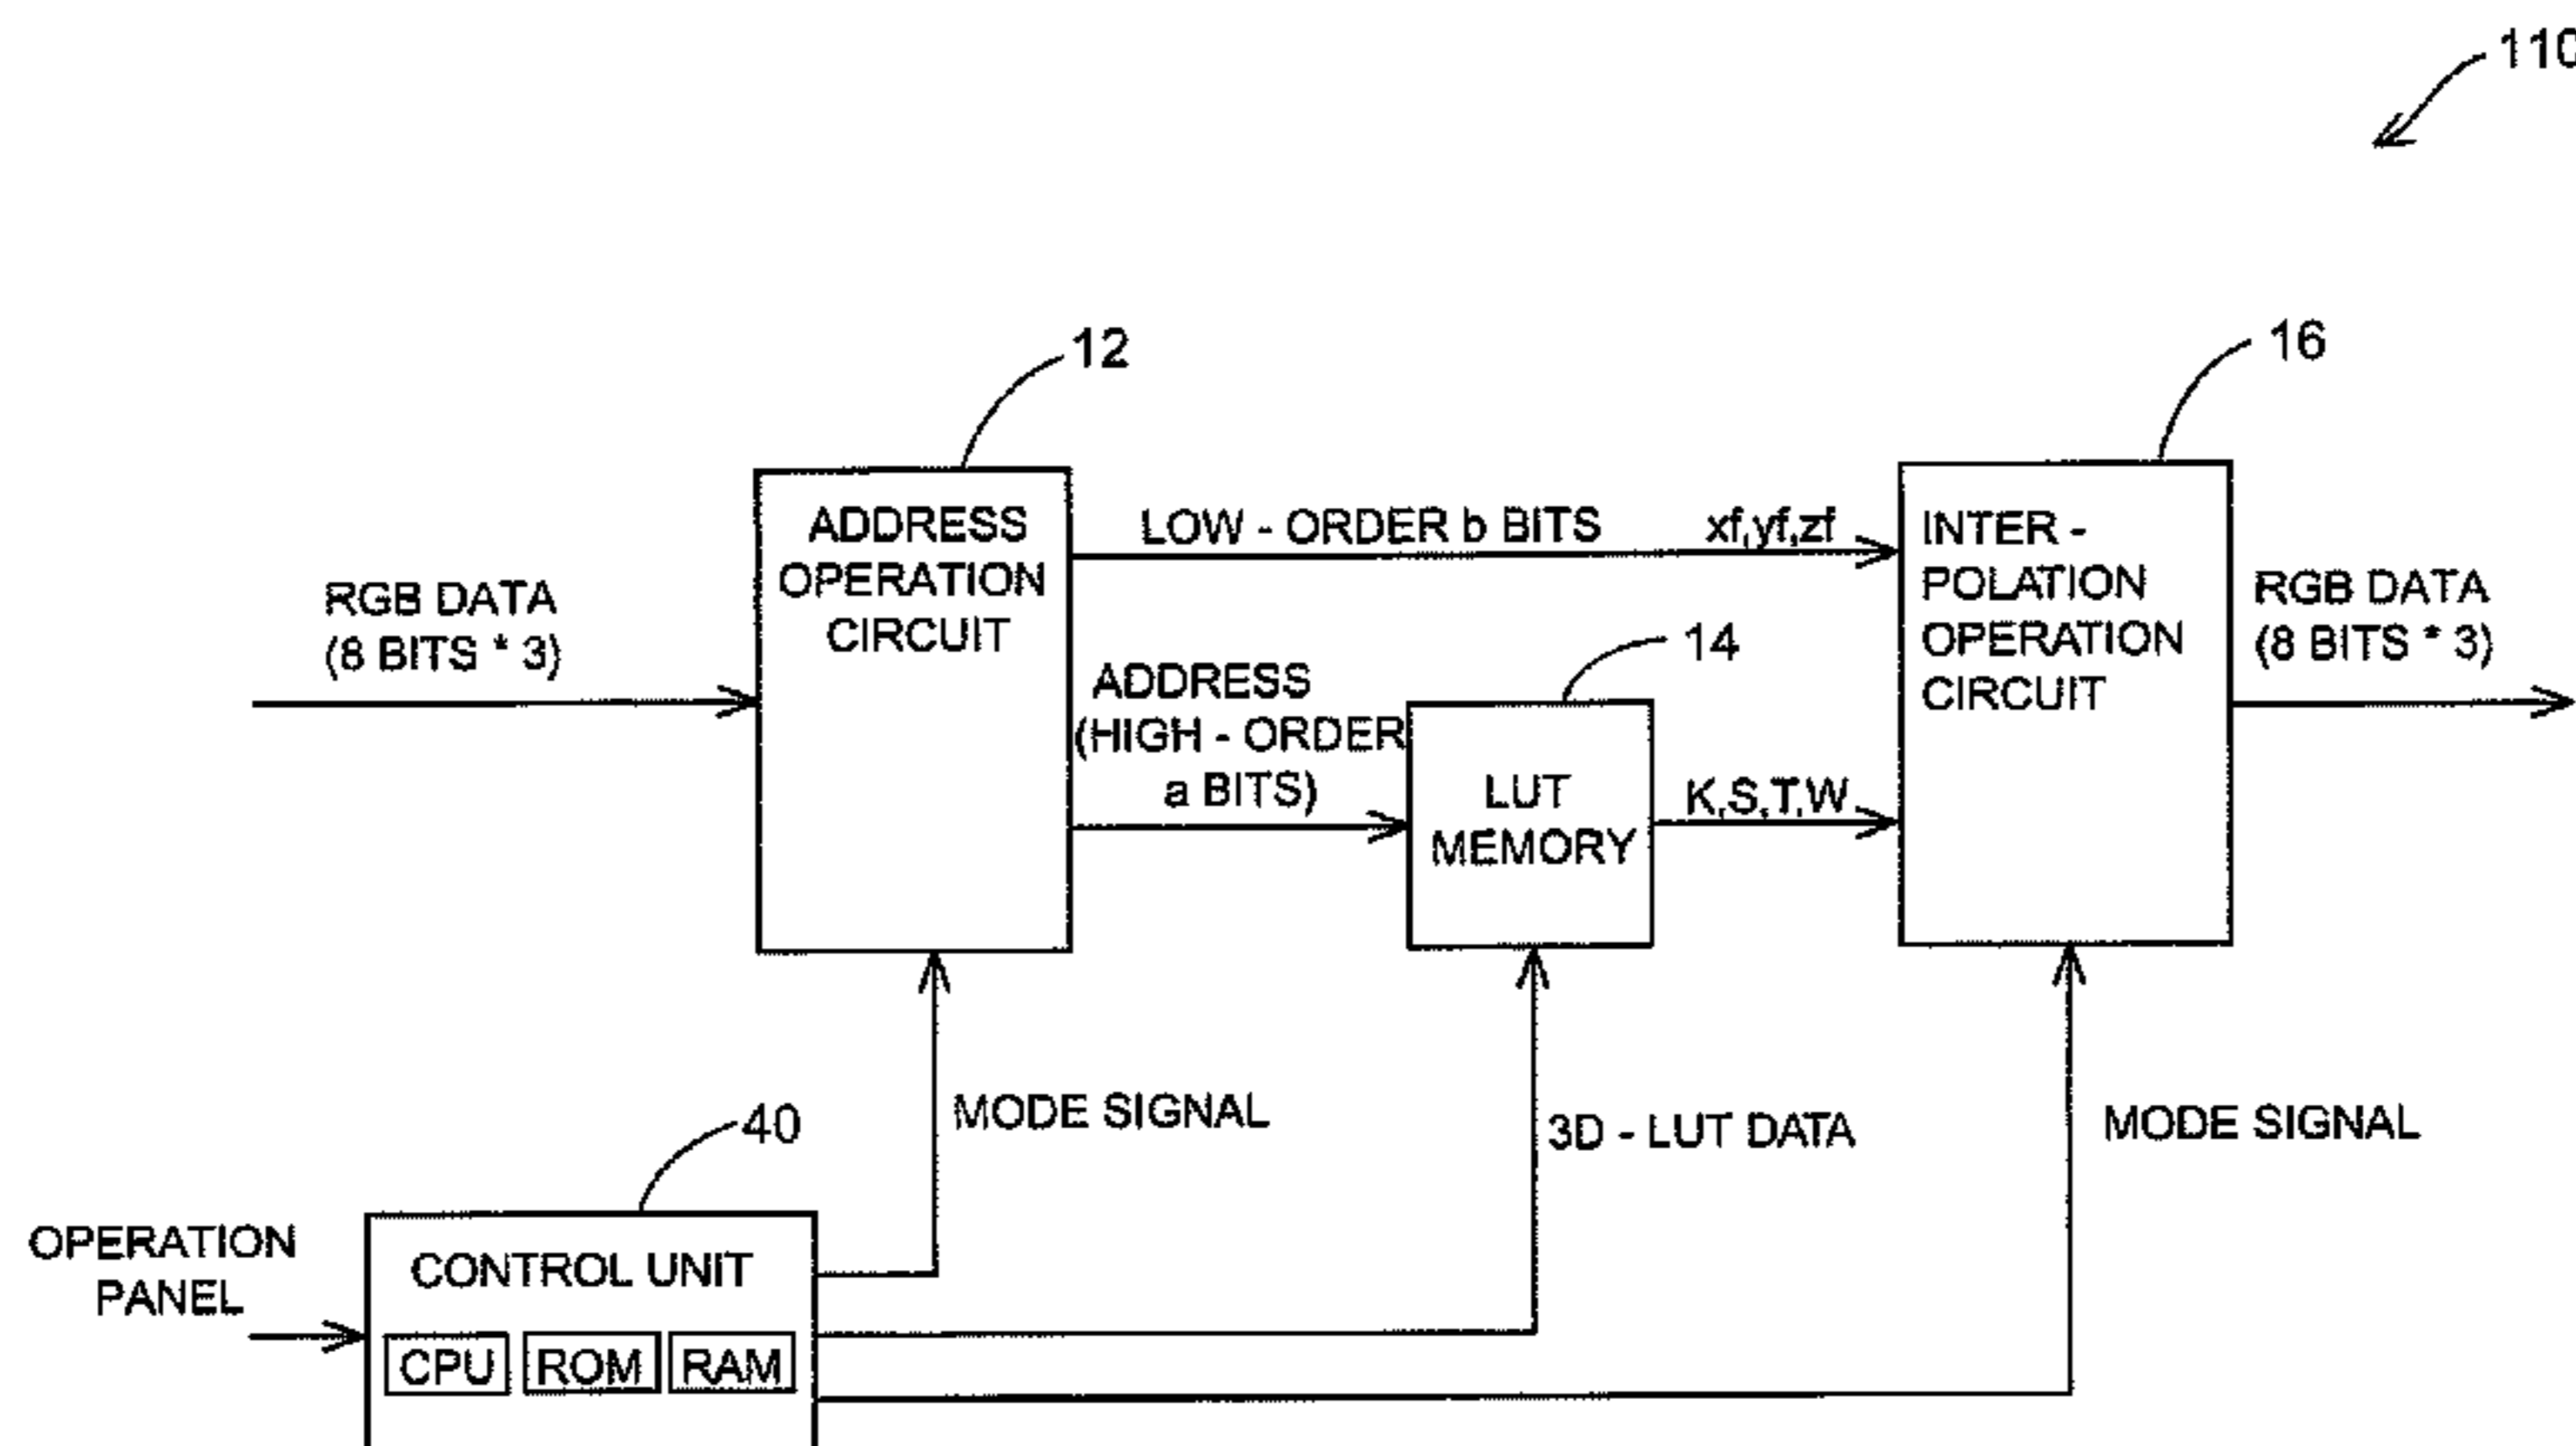 110
12
16
ADDRESS
OPERATION
CIRCUIT
LOW - ORDER b BITS
xf,yf,zf
INTER -
POLATION
OPERATION
CIRCUIT
RGB DATA
(8 BITS * 3)
RGB DATA
(8 BITS * 3)
14
ADDRESS
(HIGH - ORDER
a BITS)
LUT
MEMORY
K,S,T,W
MODE SIGNAL
3D - LUT DATA
MODE SIGNAL
40
OPERATION
PANEL
CONTROL UNIT
CPU
ROM
RAM